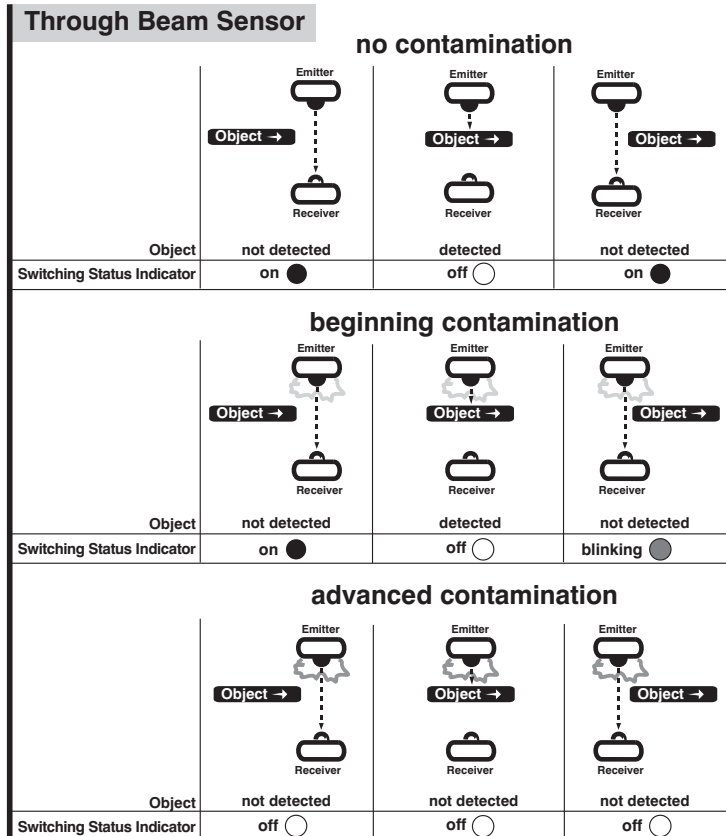 Through Beam Sensor
no contamination
Emitter Emitter Emitter
Object → Object → Object →
Receiver Receiver Receiver
Object not detected detected not detected
Switching Status Indicator on off on
beginning contamination
Emitter Emitter Emitter
Object → Object → Object →
Receiver Receiver Receiver
Object not detected detected not detected
Switching Status Indicator on off blinking
advanced contamination
Emitter Emitter Emitter
Object → Object → Object →
Receiver Receiver Receiver
Object not detected not detected not detected
Switching Status Indicator off off off